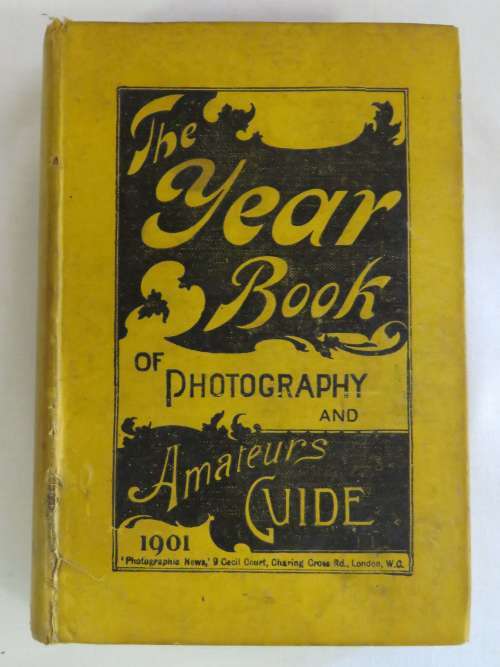 The
Year
Book
OF PHOTOGRAPHY
AND
Amateurs
GUIDE
1901
'Photographic News,' 9 Cecil Court, Charing Cross Rd., London, W.C.